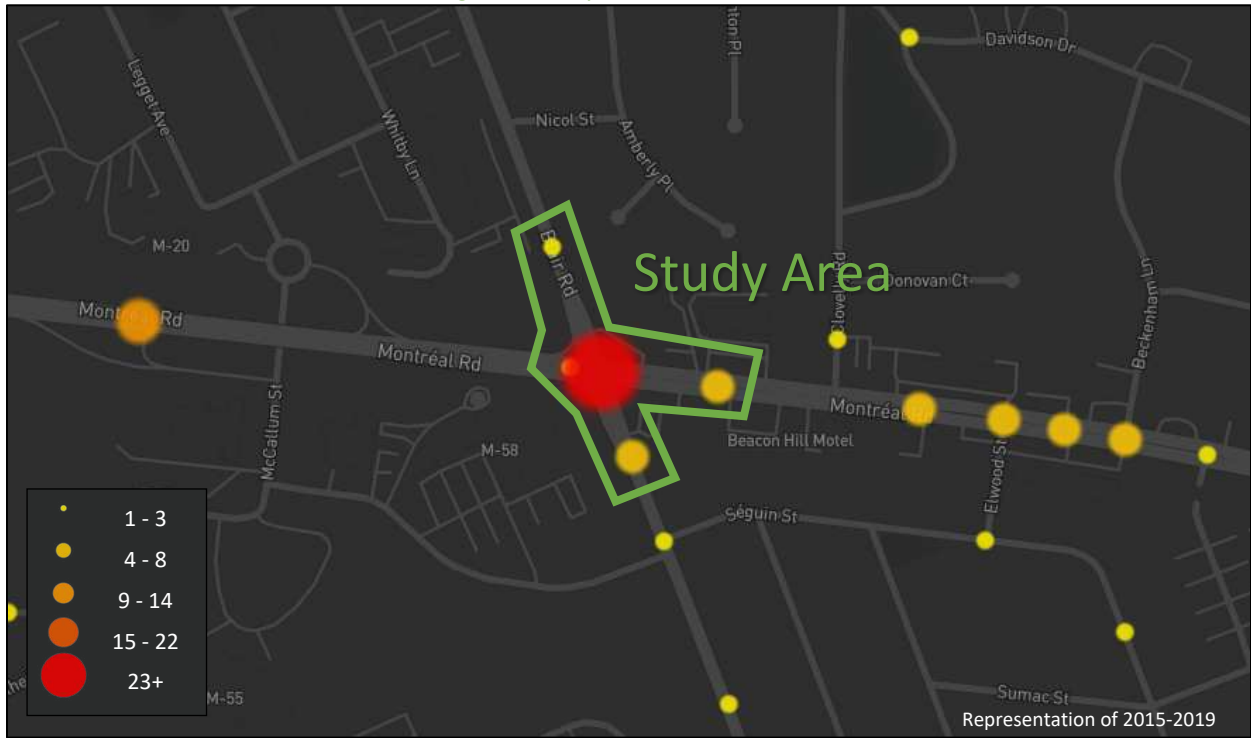 Davidson Dr
Legget Ave
Whitby Ln
Nicol St
Amberly Pl
M-20
Blair Rd
Study Area
Donovan Ct
Clovelly Rd
Beckenham Ln
Montréal Rd
Montréal Rd
McCallum St
Montréal Rd
Beacon Hill Motel
M-58
Elwood St
Séguin St
1 - 3
4 - 8
9 - 14
15 - 22
23+
M-55
Sumac St
Representation of 2015-2019